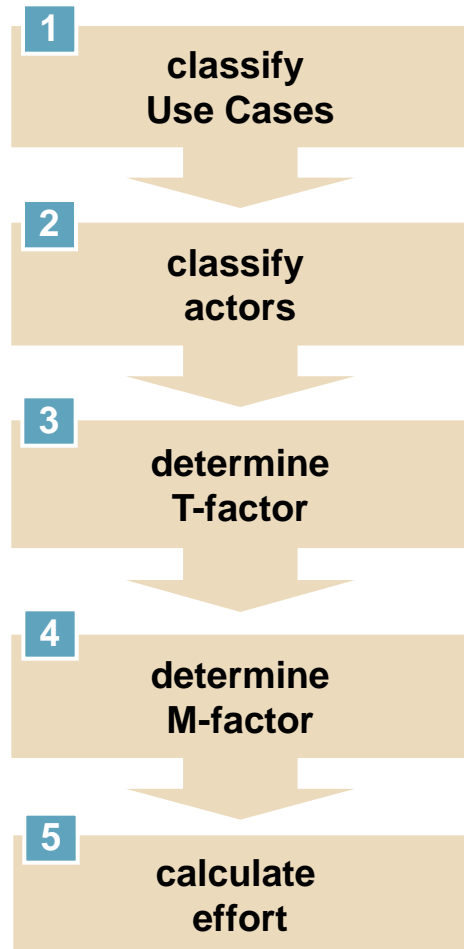 1
classify
Use Cases
2
classify
actors
3
determine
T-factor
4
determine
M-factor
5
calculate
effort